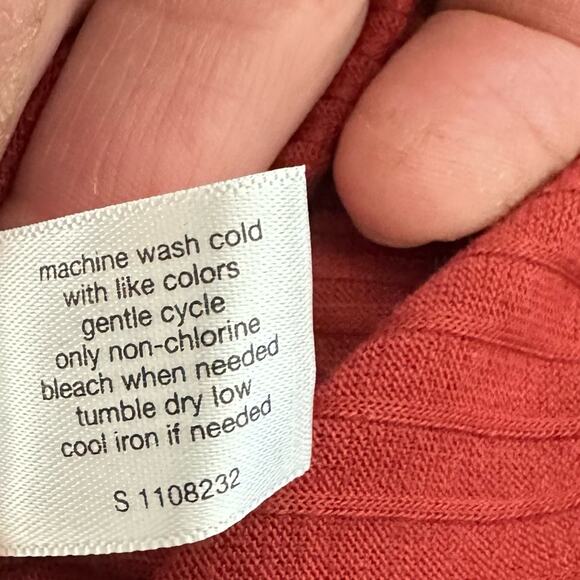 machine wash cold
with like colors
gentle cycle
only non-chlorine
bleach when needed
tumble dry low
cool iron if needed
S 1108232